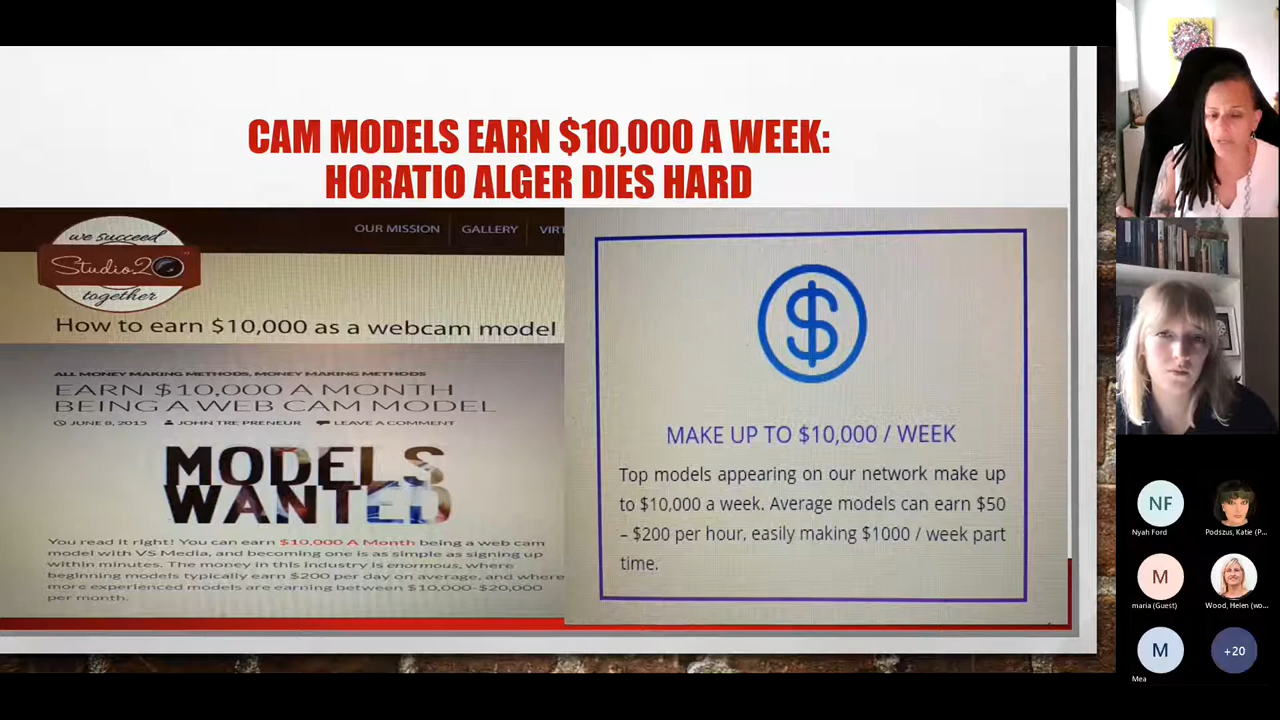 CAM MODELS EARN $10,000 A WEEK:
HORATIO ALGER DIES HARD
OUR MISSION GALLERY VIRT
we succeed
Studio20
together
How to earn $10,000 as a webcam model
ALL MONEY MAKING METHODS, MONEY MAKING METHODS
EARN $10,000 A MONTH
BEING A WEB CAM MODEL
JUNE 8, 2015 JOHN TRE PRENEUR LEAVE A COMMENT
MODELS
WANTED
You read it right! You can earn $10,000 A Month being a web cam
model with VS Media, and becoming one is as simple as signing up
within minutes. The money in this industry is enormous, where
beginning models typically earn $200 per day on average, and where
more experienced models are earning between $10,000-$20,000
per month.
$
MAKE UP TO $10,000 / WEEK
Top models appearing on our network make up
to $10,000 a week. Average models can earn $50
– $200 per hour, easily making $1000 / week part
time.
NF
Nyah Ford
Podszus, Katie (P...
M
maria (Guest)
Wood, Helen (wo...
M
Mea
+20